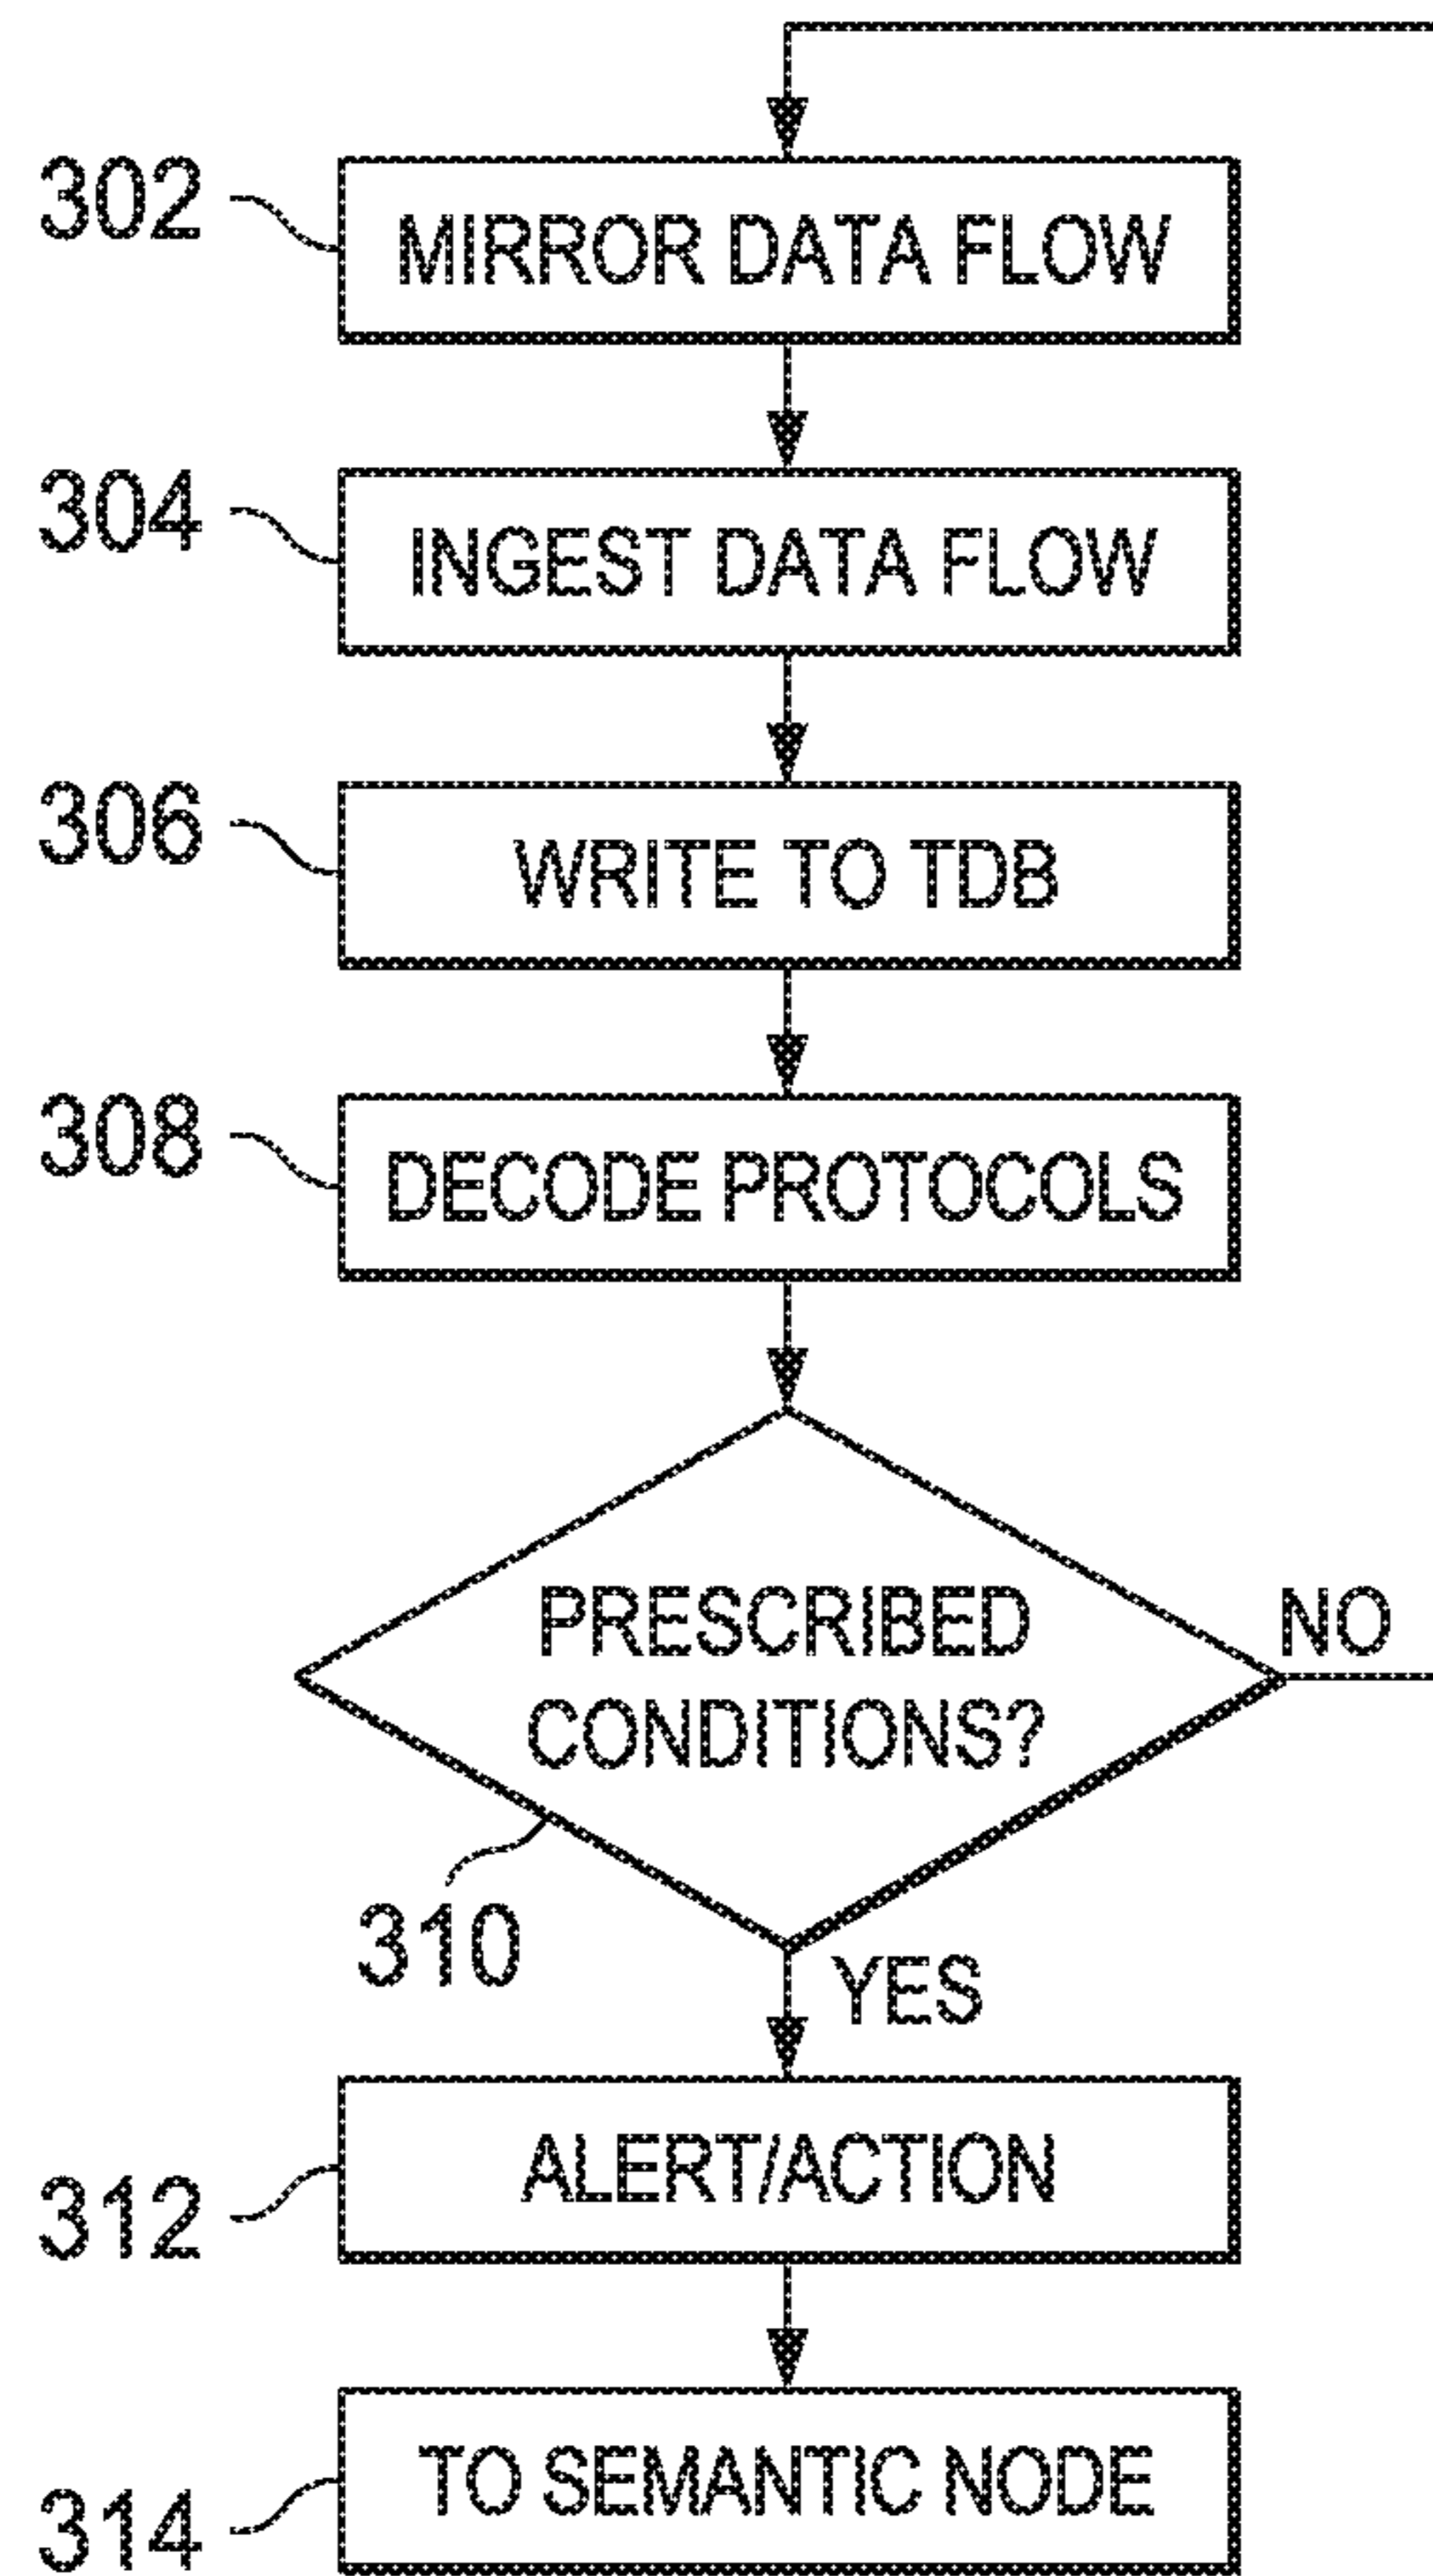 302
MIRROR DATA FLOW
304
INGEST DATA FLOW
306
WRITE TO TDB
308
DECODE PROTOCOLS
PRESCRIBED
CONDITIONS?
NO
310
YES
312
ALERT/ACTION
314
TO SEMANTIC NODE